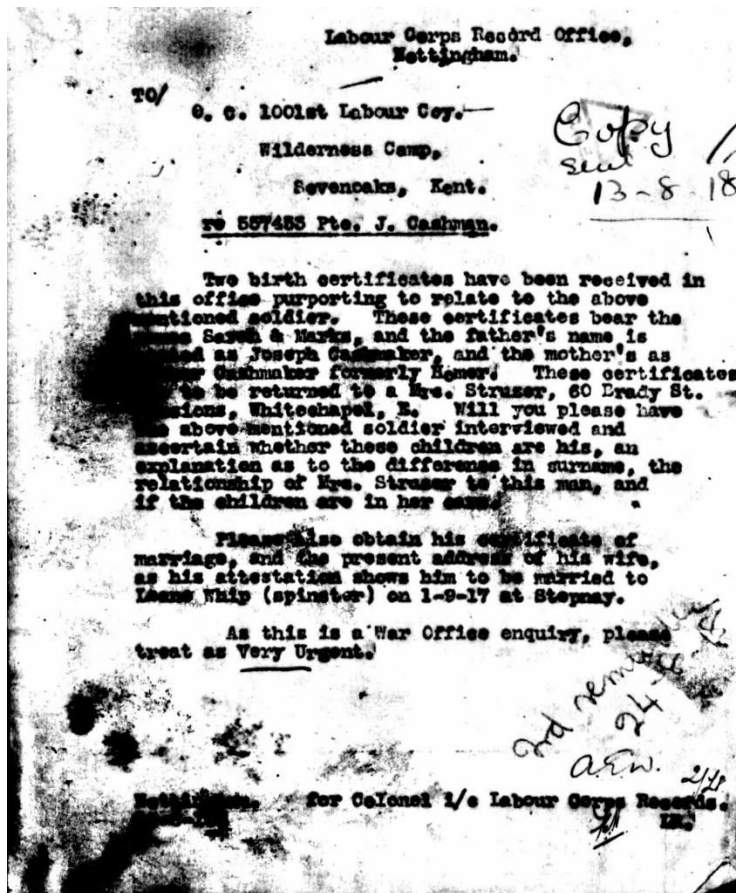 Labour Corps Record Office,
Nottingham.
TO/
O. C. 1001st Labour Coy.
Wilderness Camp,
Sevenoaks, Kent.
Copy
sent
13-8-18
re 557453 Pte. J. Cashman.
Two birth certificates have been received in
this office purporting to relate to the above
mentioned soldier. These certificates bear the
Sarah & Marks, and the father's name is
as Joseph Cashmaker, and the mother's as
Cashmaker formerly These certificates
to be returned to a Mrs. Struser, 60 Brady St.
Whitechapel, E. Will you please have
the above mentioned soldier interviewed and
ascertain whether these children are his, an
explanation as to the difference in surname, the
relationship of Mrs. Struser to this man, and
if the children are in her care.
Please also obtain his certificate of
marriage, and the present address of his wife,
as his attestation shows him to be married to
Whip (spinster) on 1-9-17 at Stepney.
As this is a War Office enquiry, please
treat as Very Urgent.
2nd
24
A.E.W.
Nottingham. for Colonel i/c Labour Corps Records.